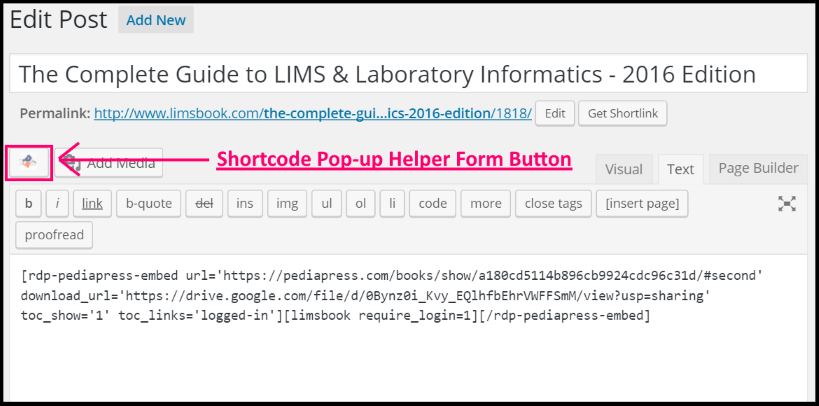 Edit Post Add New
The Complete Guide to LIMS & Laboratory Informatics - 2016 Edition
Permalink: http://www.limsbook.com/the-complete-gui...ics-2016-edition/1818/ Edit Get Shortlink
Add Media Shortcode Pop-up Helper Form Button Visual Text Page Builder
b i link b-quote del ins img ul ol li code more close tags [insert page]
proofread
[rdp-pediapress-embed url='https://pediapress.com/books/show/a180cd5114b896cb9924cdc96c31d/#second'
download_url='https://drive.google.com/file/d/0Bynz0i_Kvy_EQlhfbEhrVWFFSmM/view?usp=sharing'
toc_show='1' toc_links='logged-in'][limsbook require_login=1][/rdp-pediapress-embed]